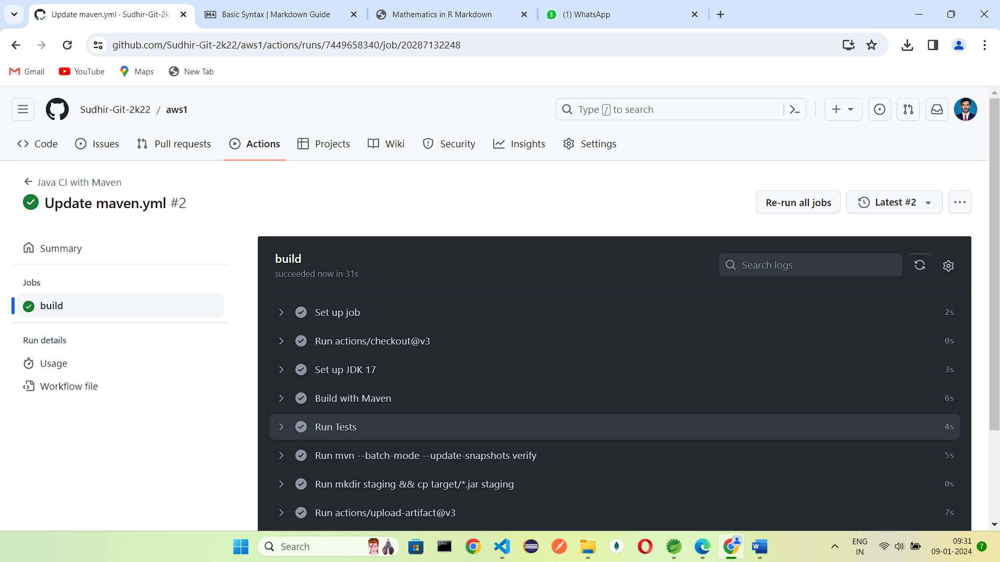 Update maven.yml · Sudhir-Git-2k
Basic Syntax | Markdown Guide
Mathematics in R Markdown
1
(1) WhatsApp
github.com/Sudhir-Git-2k22/aws1/actions/runs/7449658340/job/20287132248
Gmail
YouTube
Maps
New Tab
Sudhir-Git-2k22 / aws1
Type / to search
Code
Issues
Pull requests
Actions
Projects
Wiki
Security
Insights
Settings
Java CI with Maven
Update maven.yml #2
Re-run all jobs
Latest #2
Summary
Jobs
build
Run details
Usage
Workflow file
build
succeeded now in 31s
Search logs
Set up job 2s
Run actions/checkout@v3 0s
Set up JDK 17 3s
Build with Maven 6s
Run Tests 4s
Run mvn --batch-mode --update-snapshots verify 5s
Run mkdir staging && cp target/*.jar staging 0s
Run actions/upload-artifact@v3 7s
Search
W
ENG
IN
09:31
09-01-2024
7